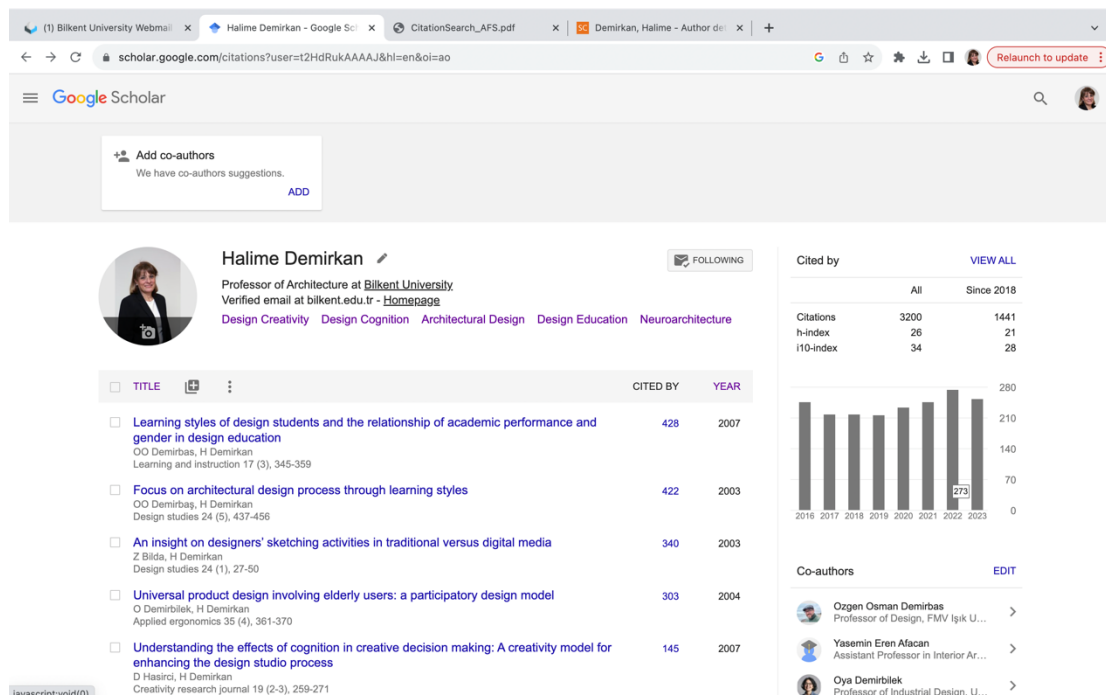 (1) Bilkent University Webmail
Halime Demirkan - Google Sch
CitationSearch_AFS.pdf
SC Demirkan, Halime - Author det
scholar.google.com/citations?user=t2HdRukAAAAJ&hl=en&oi=ao
Relaunch to update
Google Scholar
Add co-authors
We have co-authors suggestions.
ADD
Halime Demirkan
FOLLOWING
Professor of Architecture at Bilkent University
Verified email at bilkent.edu.tr - Homepage
Design Creativity Design Cognition Architectural Design Design Education Neuroarchitecture
TITLE CITED BY YEAR
Learning styles of design students and the relationship of academic performance and 428 2007
gender in design education
OO Demirbas, H Demirkan
Learning and instruction 17 (3), 345-359
Focus on architectural design process through learning styles 422 2003
OO Demirbaş, H Demirkan
Design studies 24 (5), 437-456
An insight on designers' sketching activities in traditional versus digital media 340 2003
Z Bilda, H Demirkan
Design studies 24 (1), 27-50
Universal product design involving elderly users: a participatory design model 303 2004
O Demirbilek, H Demirkan
Applied ergonomics 35 (4), 361-370
Understanding the effects of cognition in creative decision making: A creativity model for 145 2007
enhancing the design studio process
D Hasirci, H Demirkan
Creativity research journal 19 (2-3), 259-271
javascript:void(0)
Cited by VIEW ALL
All Since 2018
Citations 3200 1441
h-index 26 21
i10-index 34 28
280
210
140
70
273
0
2016 2017 2018 2019 2020 2021 2022 2023
Co-authors EDIT
Ozgen Osman Demirbas
Professor of Design, FMV Işık U...
Yasemin Eren Afacan
Assistant Professor in Interior Ar...
Oya Demirbilek
Professor of Industrial Design, U...